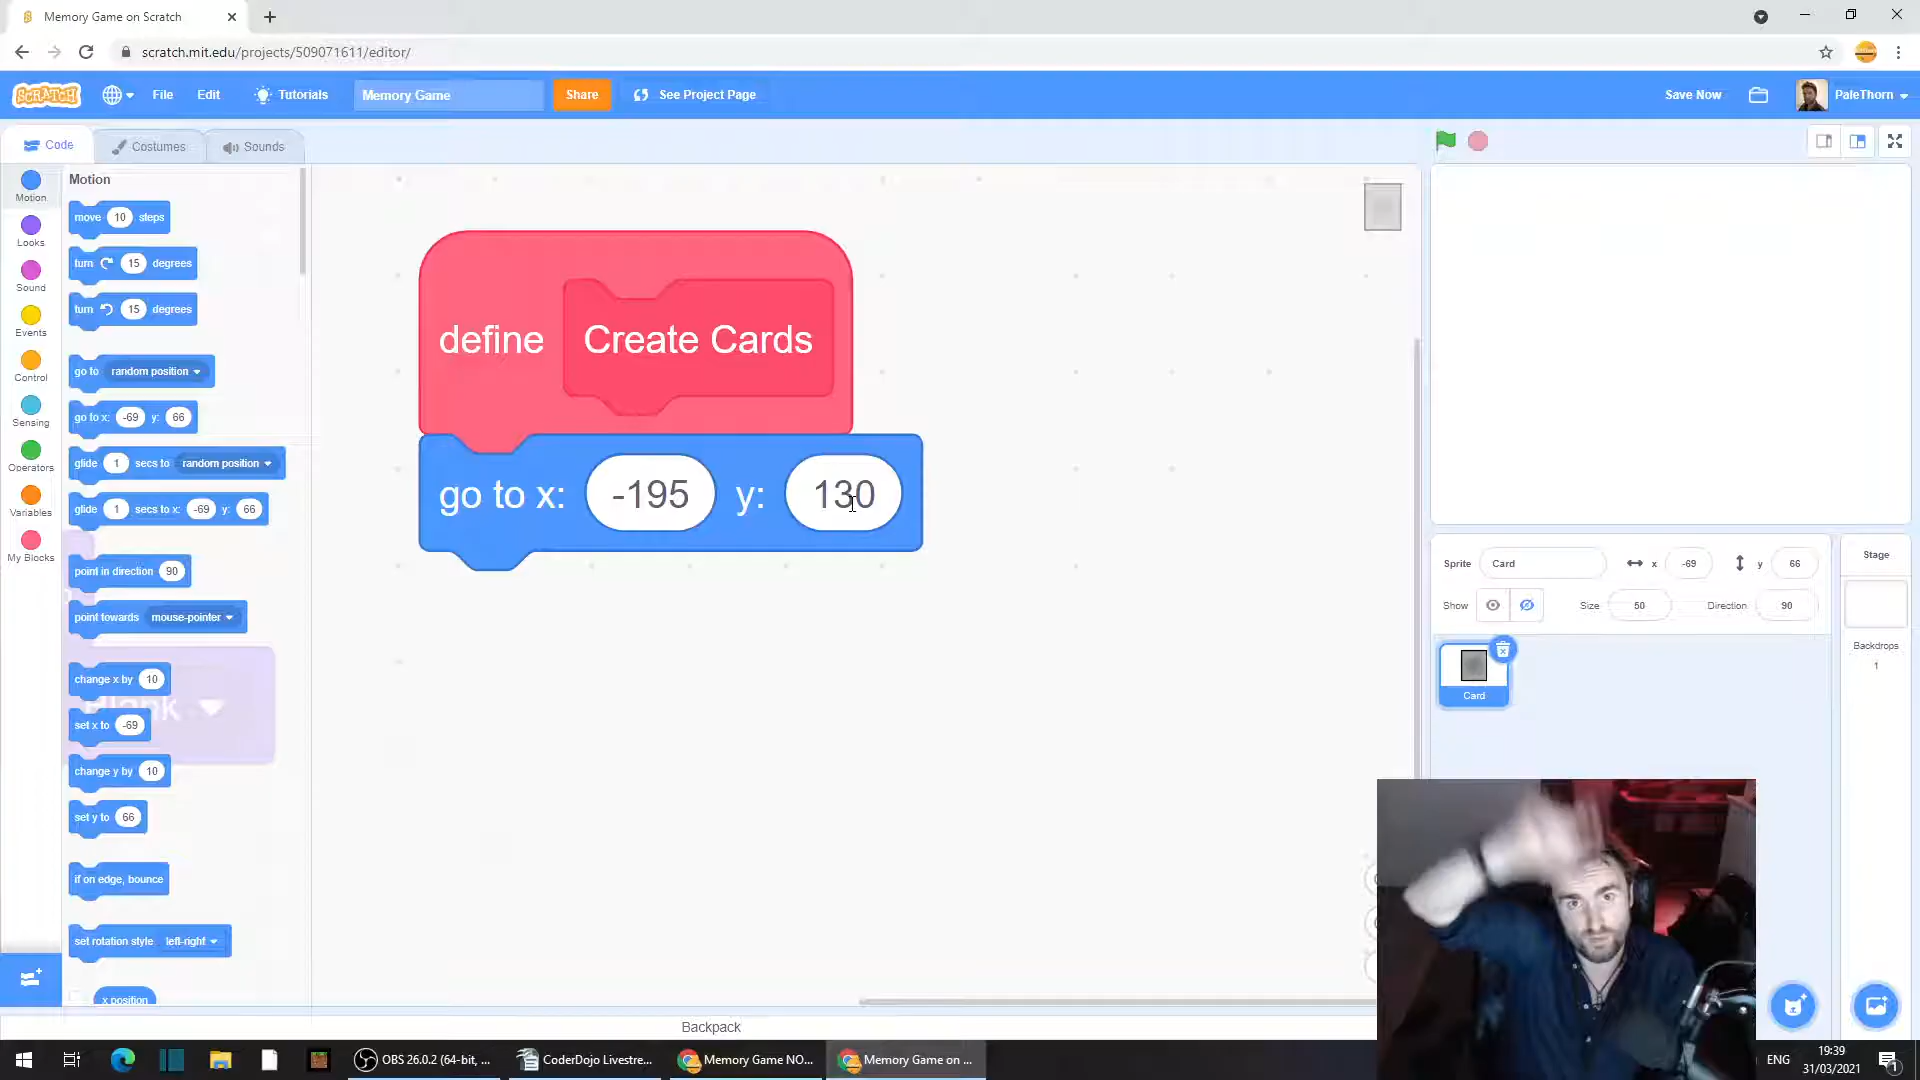 Memory Game on Scratch
scratch.mit.edu/projects/509071611/editor/
SCRATCH
File
Edit
Tutorials
Memory Game
Share
See Project Page
Save Now
PaleThorn
Code
Costumes
Sounds
Motion
Looks
Sound
Events
Control
Sensing
Operators
Variables
My Blocks
Motion
move 10 steps
turn 15 degrees
turn 15 degrees
go to random position
go to x: -69 y: 66
glide 1 secs to random position
glide 1 secs to x: -69 y: 66
point in direction 90
point towards mouse-pointer
change x by 10
set x to -69
change y by 10
set y to 66
if on edge, bounce
set rotation style left-right
x position
define Create Cards
go to x: -195 y: 130
Sprite Card x -69 y 66
Show Size 50 Direction 90
Card
Stage
Backdrops
1
Backpack
OBS 26.0.2 (64-bit, ...
CoderDojo Livestre...
Memory Game NO...
Memory Game on ...
ENG
19:39
31/03/2021
1